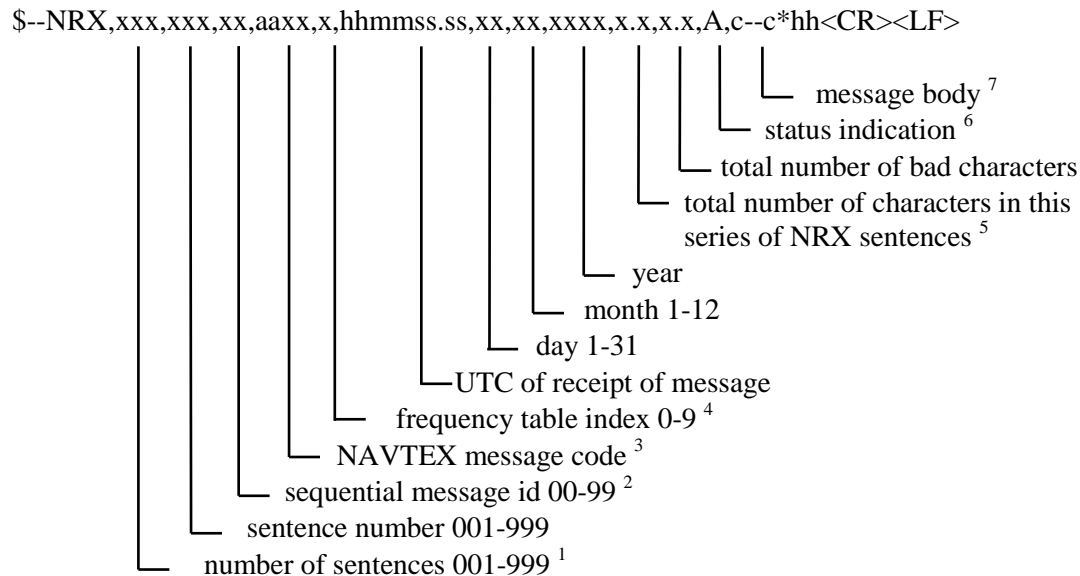 $--NRX,xxx,xxx,xx,aaxx,x,hhmmss.ss,xx,xx,xxxx,x.x,x.x,A,c--c*hh<CR><LF>
message body 7
status indication 6
total number of bad characters
total number of characters in this
series of NRX sentences 5
year
month 1-12
day 1-31
UTC of receipt of message
frequency table index 0-9 4
NAVTEX message code 3
sequential message id 00-99 2
sentence number 001-999
number of sentences 001-999 1